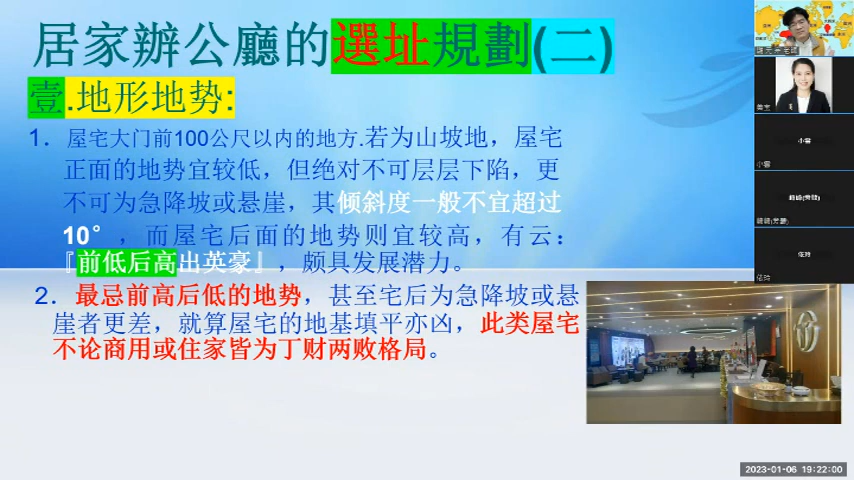 居家辦公廳的選址規劃(二)
壹.地形地势:
1. 屋宅大门前100公尺以内的地方.若为山坡地，屋宅
正面的地势宜较低，但绝对不可层层下陷，更
不可为急降坡或悬崖，其倾斜度一般不宜超过
10°，而屋宅后面的地势则宜较高，有云：
『前低后高出英豪』，颇具发展潜力。
2. 最忌前高后低的地势，甚至宅后为急降坡或悬
崖者更差，就算屋宅的地基填平亦凶，此类屋宅
不论商用或住家皆为丁财两败格局。
小雲
小雲
依玲
依玲
2023-01-06 19:22:00